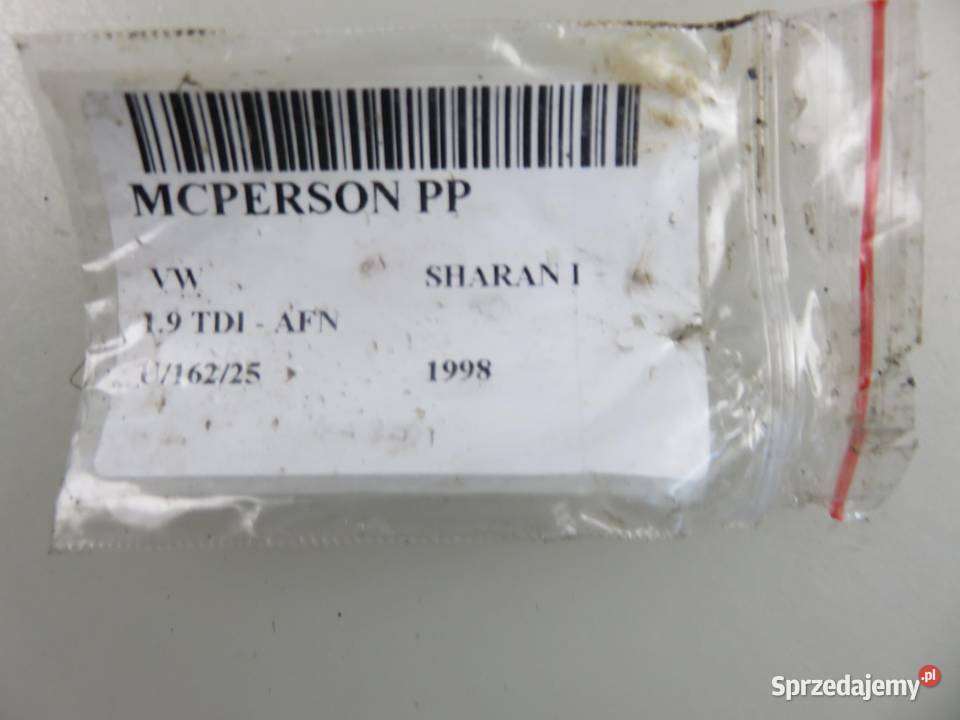 MCPERSON PP
VW SHARAN I
1.9 TDI - AFN
U/162/25 1998
Sprzedajemy.pl